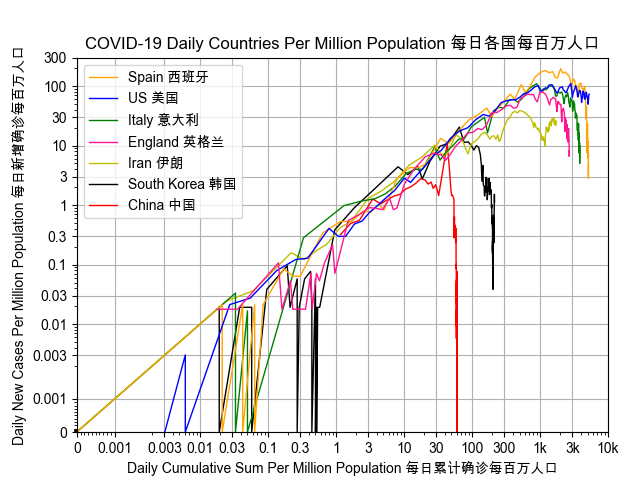 COVID-19 Daily Countries Per Million Population 每日各国每百万人口
Daily New Cases Per Million Population 每日新增确诊每百万人口
300
100
30
10
3
1
0.3
0.1
0.03
0.01
0.003
0.001
0
Spain 西班牙
US 美国
Italy 意大利
England 英格兰
Iran 伊朗
South Korea 韩国
China 中国
0 0.001 0.003 0.01 0.03 0.1 0.3 1 3 10 30 100 300 1k 3k 10k
Daily Cumulative Sum Per Million Population 每日累计确诊每百万人口